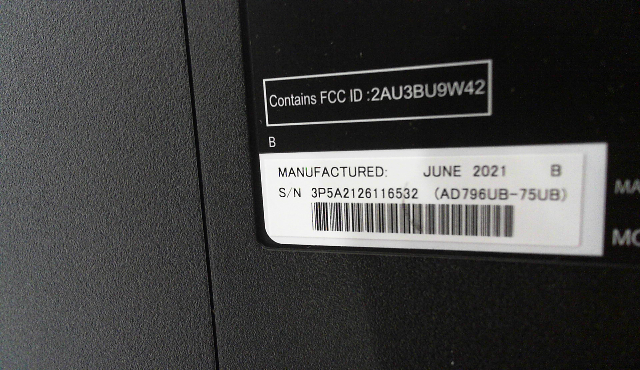 Contains FCC ID :2AU3BU9W42
B
MANUFACTURED: JUNE 2021 B
S/N 3P5A2126116532 (AD796UB-75UB)